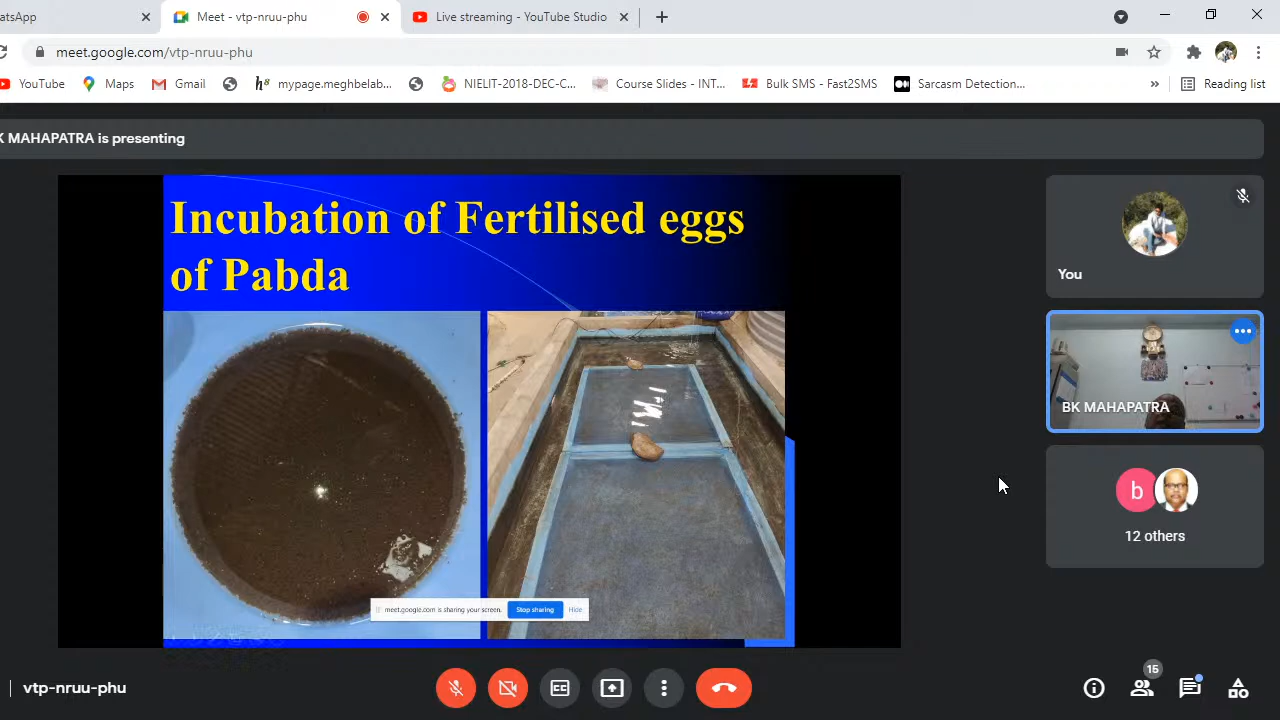 atsApp
Meet - vtp-nruu-phu
Live streaming - YouTube Studio
meet.google.com/vtp-nruu-phu
YouTube
Maps
Gmail
mypage.meghbelab...
NIELIT-2018-DEC-C...
Course Slides - INT...
Bulk SMS - Fast2SMS
Sarcasm Detection...
»
Reading list
K MAHAPATRA is presenting
Incubation of Fertilised eggs
of Pabda
You
BK MAHAPATRA
b
12 others
meet.google.com is sharing your screen.
Stop sharing
Hide
vtp-nruu-phu
CC
15